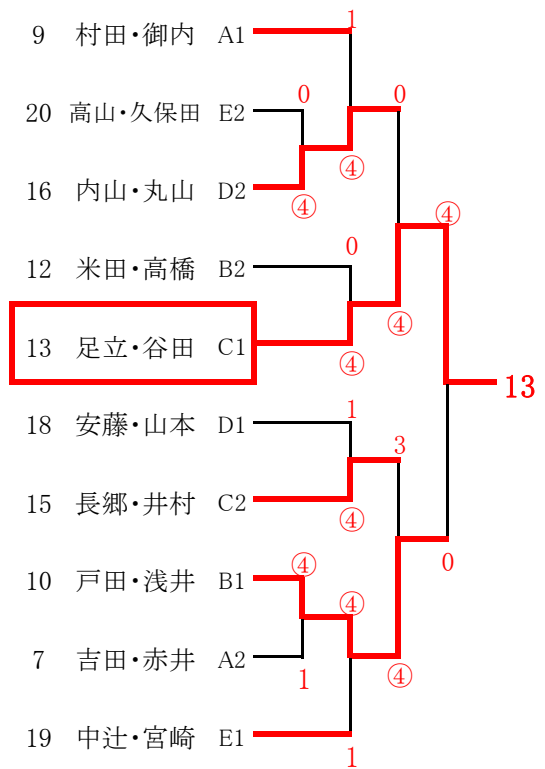 9 村田・御内 A1 1
20 高山・久保田 E2 0 0
16 内山・丸山 D2 ④ ④
④
12 米田・高橋 B2 0
13 足立・谷田 C1 ④ ④
13
18 安藤・山本 D1 1 3
15 長郷・井村 C2 ④
0
10 戸田・浅井 B1 ④ ④
7 吉田・赤井 A2 1 ④
19 中辻・宮崎 E1 1